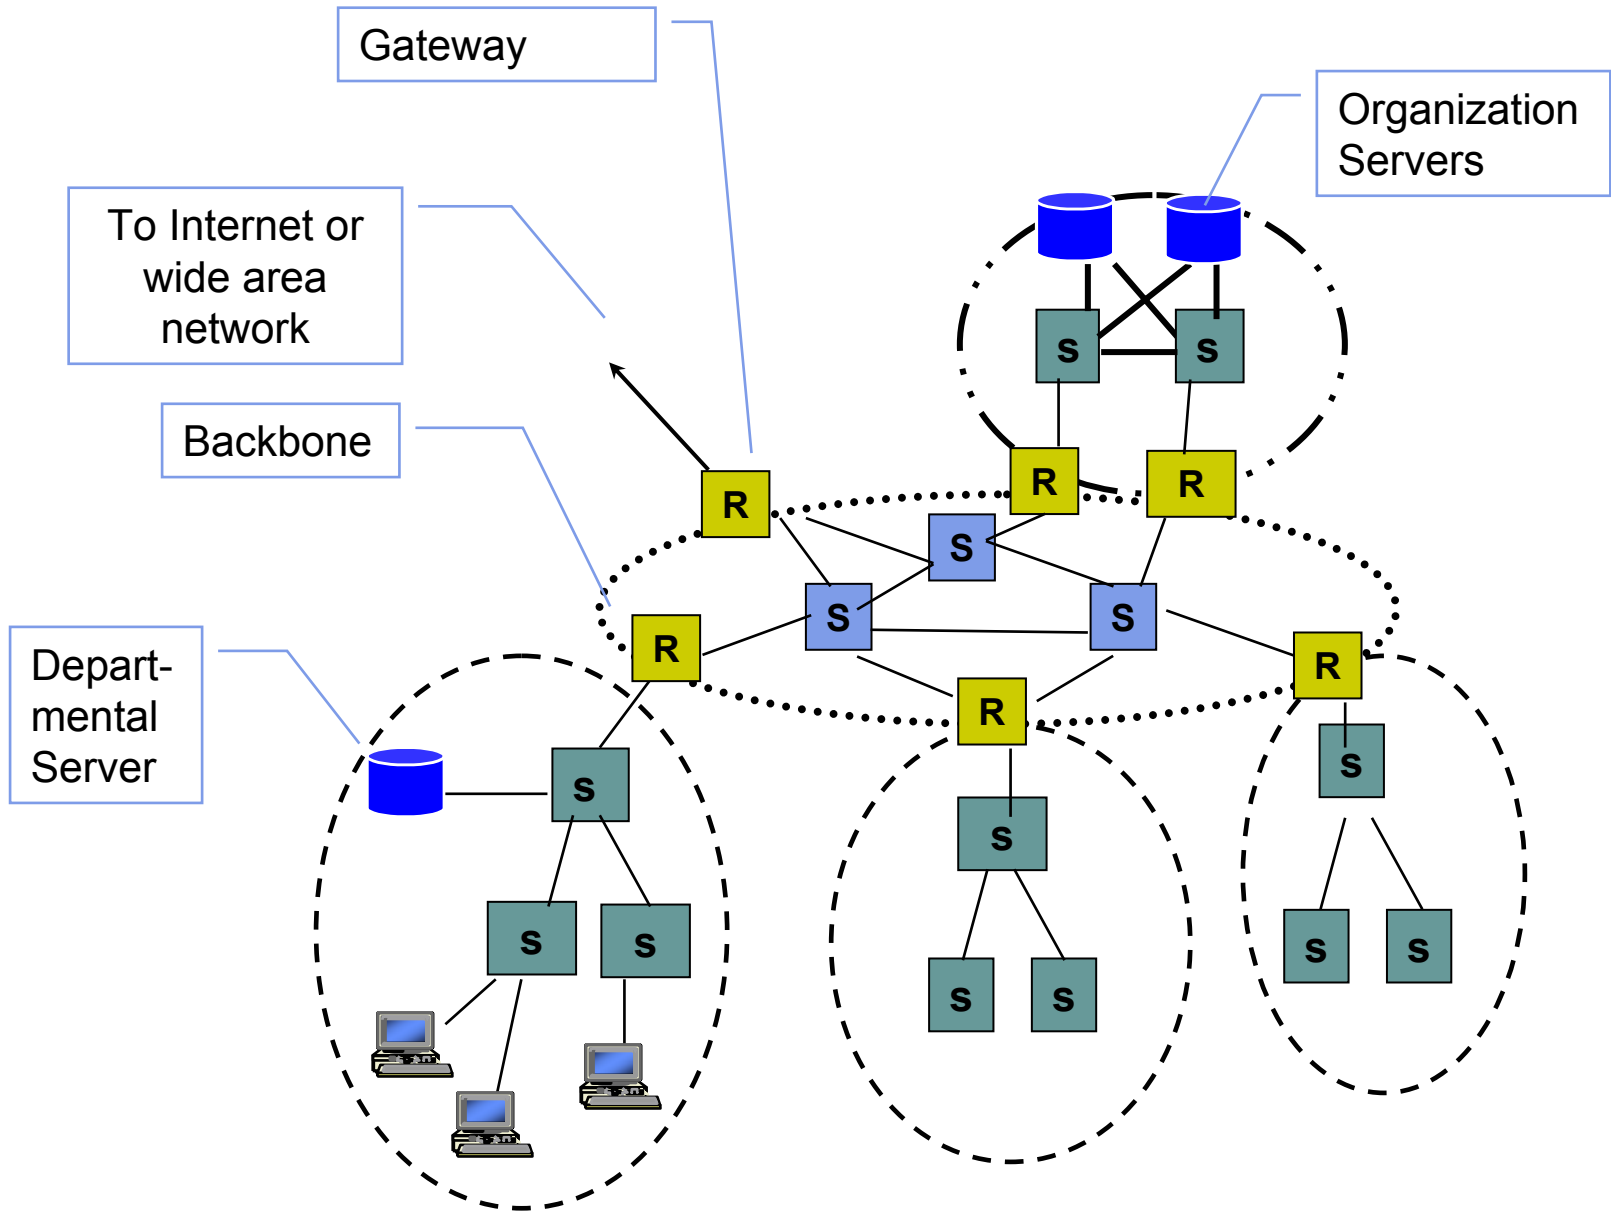 Gateway
Organization
Servers
To Internet or
wide area
network
s s
Backbone
R R R
S
S S
R R
Depart-
mental
Server
R
s
s
s
s s
s s
s s